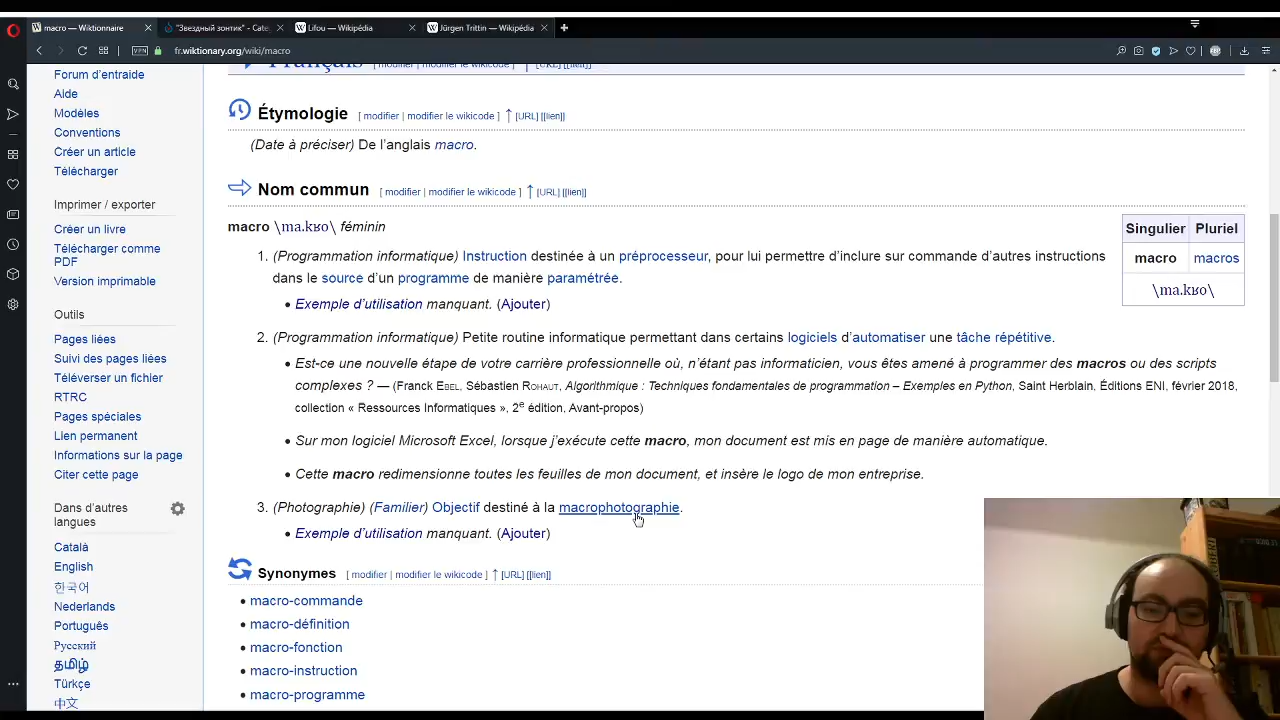 macro — Wiktionnaire
"Звездный зонтик" - Cate
Lifou — Wikipédia
Jürgen Trittin — Wikipédia
VPN
fr.wiktionary.org/wiki/macro
Forum d'entraide
Aide
Modèles
Conventions
Créer un article
Télécharger
Imprimer / exporter
Créer un livre
Télécharger comme
PDF
Version imprimable
Outils
Pages liées
Suivi des pages liées
Téléverser un fichier
RTRC
Pages spéciales
Lien permanent
Informations sur la page
Citer cette page
Dans d'autres
langues
Català
English
한국어
Nederlands
Português
Русский
தமிழ்
Türkçe
中文
Français [ modifier | modifier le wikicode ] ↑ [URL] [[lien]]
Étymologie [ modifier | modifier le wikicode ] ↑ [URL] [[lien]]
(Date à préciser) De l'anglais macro.
Nom commun [ modifier | modifier le wikicode ] ↑ [URL] [[lien]]
macro \ma.kʁo\ féminin
1. (Programmation informatique) Instruction destinée à un préprocesseur, pour lui permettre d'inclure sur commande d'autres instructions
dans le source d'un programme de manière paramétrée.
• Exemple d'utilisation manquant. (Ajouter)
2. (Programmation informatique) Petite routine informatique permettant dans certains logiciels d'automatiser une tâche répétitive.
• Est-ce une nouvelle étape de votre carrière professionnelle où, n'étant pas informaticien, vous êtes amené à programmer des macros ou des scripts
complexes ? — (Franck EBEL, Sébastien ROHAUT, Algorithmique : Techniques fondamentales de programmation – Exemples en Python, Saint Herblain, Éditions ENI, février 2018,
collection « Ressources Informatiques », 2e édition, Avant-propos)
• Sur mon logiciel Microsoft Excel, lorsque j'exécute cette macro, mon document est mis en page de manière automatique.
• Cette macro redimensionne toutes les feuilles de mon document, et insère le logo de mon entreprise.
3. (Photographie) (Familier) Objectif destiné à la macrophotographie.
• Exemple d'utilisation manquant. (Ajouter)
Singulier Pluriel
macro macros
\ma.kʁo\
Synonymes [ modifier | modifier le wikicode ] ↑ [URL] [[lien]]
• macro-commande
• macro-définition
• macro-fonction
• macro-instruction
• macro-programme